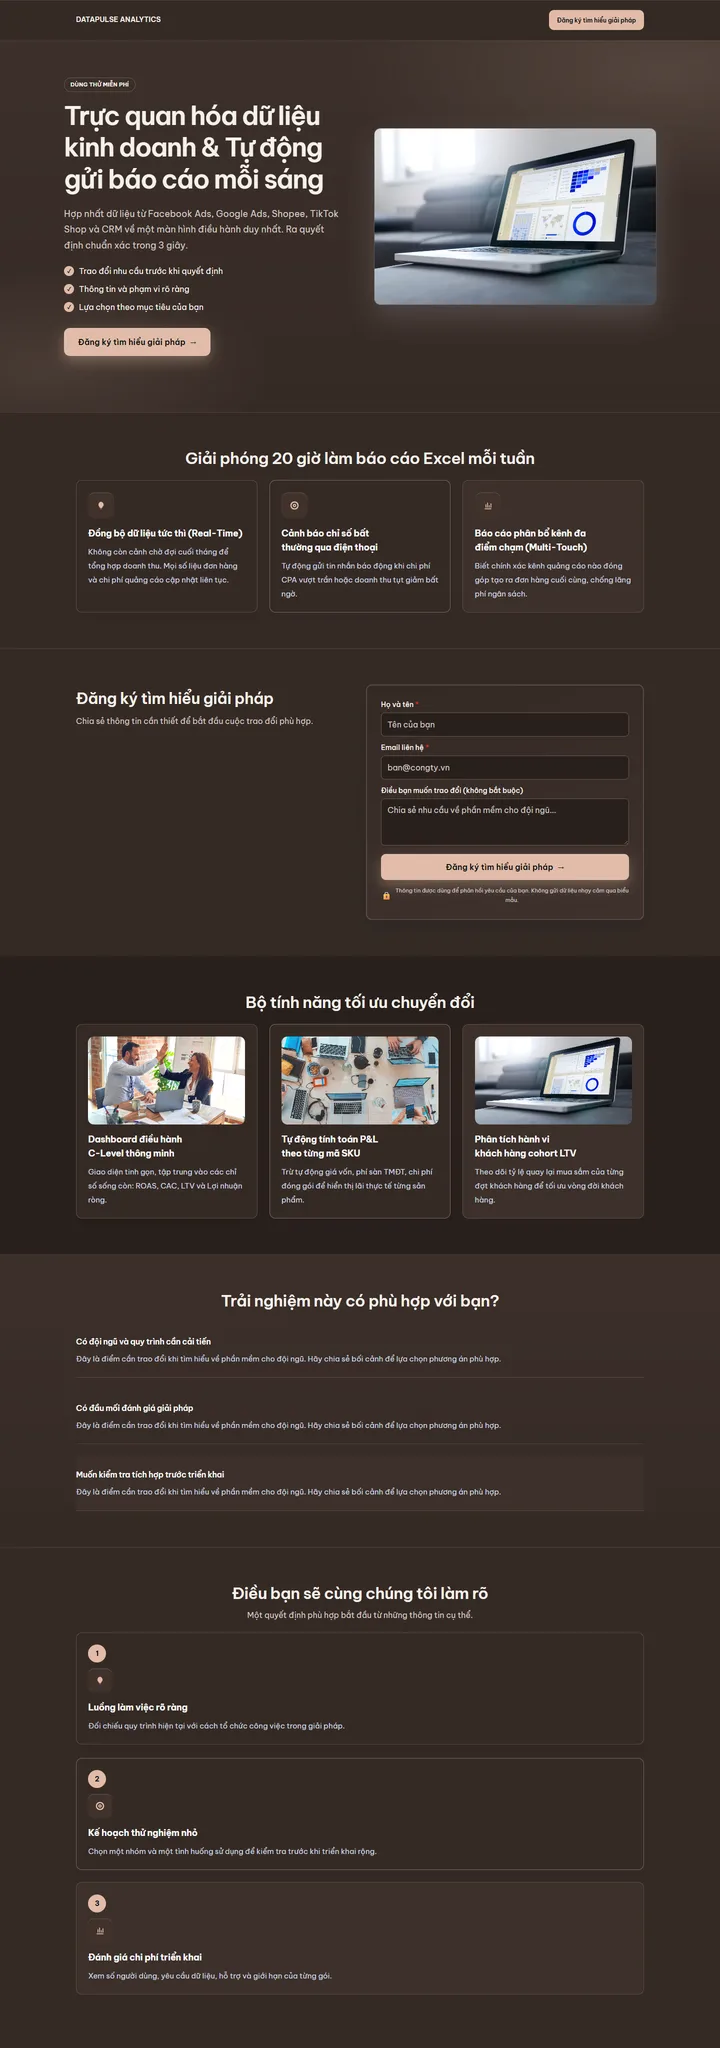 DATAPULSE ANALYTICS
Đăng ký tìm hiểu giải pháp
DÙNG THỬ MIỄN PHÍ
Trực quan hóa dữ liệu
kinh doanh & Tự động
gửi báo cáo mỗi sáng
Hợp nhất dữ liệu từ Facebook Ads, Google Ads, Shopee, TikTok
Shop và CRM về một màn hình điều hành duy nhất. Ra quyết
định chuẩn xác trong 3 giây.
Trao đổi nhu cầu trước khi quyết định
Thông tin và phạm vi rõ ràng
Lựa chọn theo mục tiêu của bạn
Đăng ký tìm hiểu giải pháp →
Giải phóng 20 giờ làm báo cáo Excel mỗi tuần
Đồng bộ dữ liệu tức thì (Real-Time)
Không còn cảnh chờ đợi cuối tháng để
tổng hợp doanh thu. Mọi số liệu đơn hàng
và chi phí quảng cáo cập nhật liên tục.
Cảnh báo chỉ số bất
thường qua điện thoại
Tự động gửi tin nhắn báo động khi chi phí
CPA vượt trần hoặc doanh thu tụt giảm bất
ngờ.
Báo cáo phân bổ kênh đa
điểm chạm (Multi-Touch)
Biết chính xác kênh quảng cáo nào đóng
góp tạo ra đơn hàng cuối cùng, chống lãng
phí ngân sách.
Đăng ký tìm hiểu giải pháp
Chia sẻ thông tin cần thiết để bắt đầu cuộc trao đổi phù hợp.
Họ và tên *
Tên của bạn
Email liên hệ *
ban@congty.vn
Điều bạn muốn trao đổi (không bắt buộc)
Chia sẻ nhu cầu về phần mềm cho đội ngũ...
Đăng ký tìm hiểu giải pháp →
Thông tin được dùng để phản hồi yêu cầu của bạn. Không gửi dữ liệu nhạy cảm qua biểu
mẫu.
Bộ tính năng tối ưu chuyển đổi
Dashboard điều hành
C-Level thông minh
Giao diện tinh gọn, tập trung vào các chỉ
số sống còn: ROAS, CAC, LTV và Lợi nhuận
ròng.
Tự động tính toán P&L
theo từng mã SKU
Trừ tự động giá vốn, phí sàn TMĐT, chi phí
đóng gói để hiển thị lãi thực tế từng sản
phẩm.
Phân tích hành vi
khách hàng cohort LTV
Theo dõi tỷ lệ quay lại mua sắm của từng
đợt khách hàng để tối ưu vòng đời khách
hàng.
Trải nghiệm này có phù hợp với bạn?
Có đội ngũ và quy trình cần cải tiến
Đây là điểm cần trao đổi khi tìm hiểu về phần mềm cho đội ngũ. Hãy chia sẻ bối cảnh để lựa chọn phương án phù hợp.
Có đầu mối đánh giá giải pháp
Đây là điểm cần trao đổi khi tìm hiểu về phần mềm cho đội ngũ. Hãy chia sẻ bối cảnh để lựa chọn phương án phù hợp.
Muốn kiểm tra tích hợp trước triển khai
Đây là điểm cần trao đổi khi tìm hiểu về phần mềm cho đội ngũ. Hãy chia sẻ bối cảnh để lựa chọn phương án phù hợp.
Điều bạn sẽ cùng chúng tôi làm rõ
Một quyết định phù hợp bắt đầu từ những thông tin cụ thể.
1
Luồng làm việc rõ ràng
Đối chiếu quy trình hiện tại với cách tổ chức công việc trong giải pháp.
2
Kế hoạch thử nghiệm nhỏ
Chọn một nhóm và một tình huống sử dụng để kiểm tra trước khi triển khai rộng.
3
Đánh giá chi phí triển khai
Xem số người dùng, yêu cầu dữ liệu, hỗ trợ và giới hạn của từng gói.